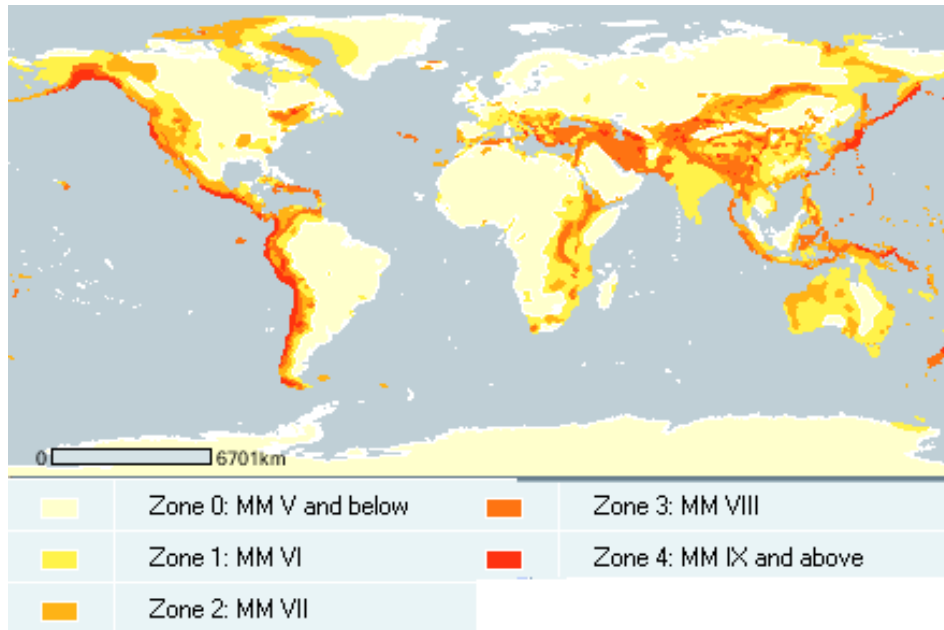 0 6701km
Zone 0: MM V and below
Zone 3: MM VIII
Zone 1: MM VI
Zone 4: MM IX and above
Zone 2: MM VII